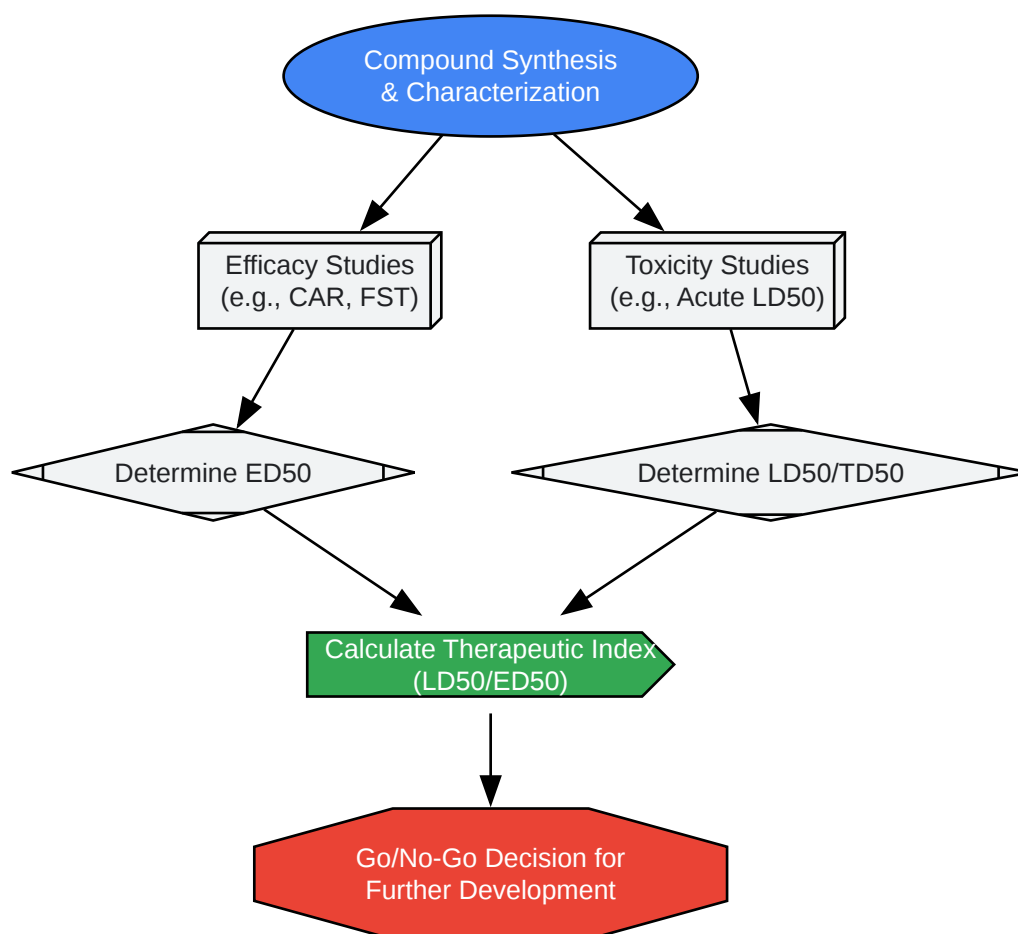 Compound Synthesis
& Characterization
Efficacy Studies
(e.g., CAR, FST)
Toxicity Studies
(e.g., Acute LD50)
Determine ED50
Determine LD50/TD50
Calculate Therapeutic Index
(LD50/ED50)
Go/No-Go Decision for
Further Development